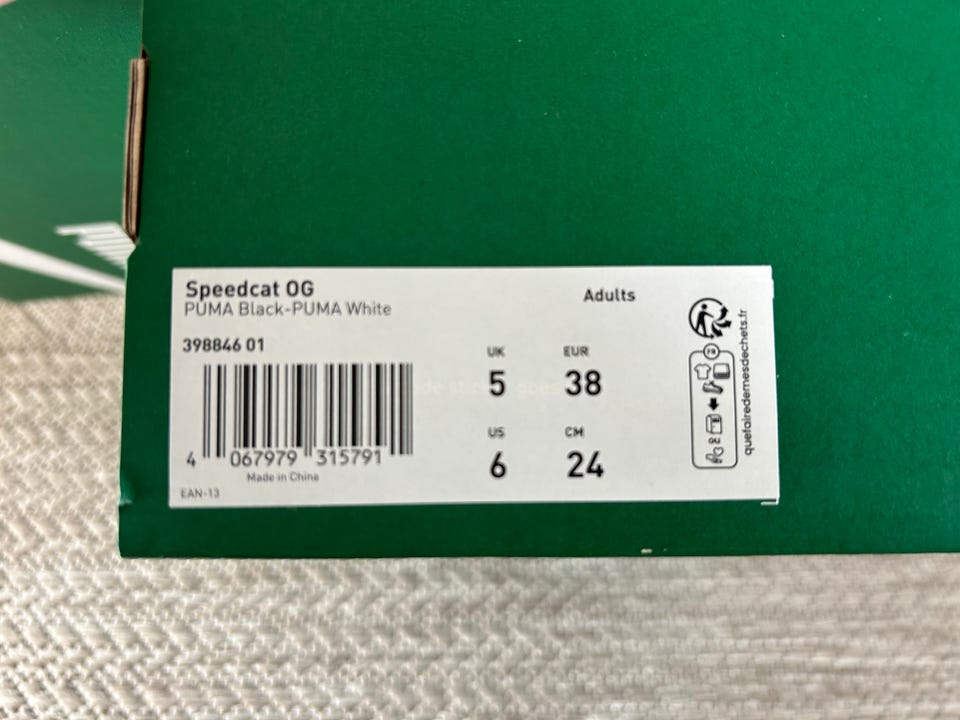 Speedcat OG
PUMA Black-PUMA White
Adults
398846 01
UK EUR
5 38
US CM
6 24
4 067979 315791
Made in China
EAN-13
quefairedemesdechets.fr